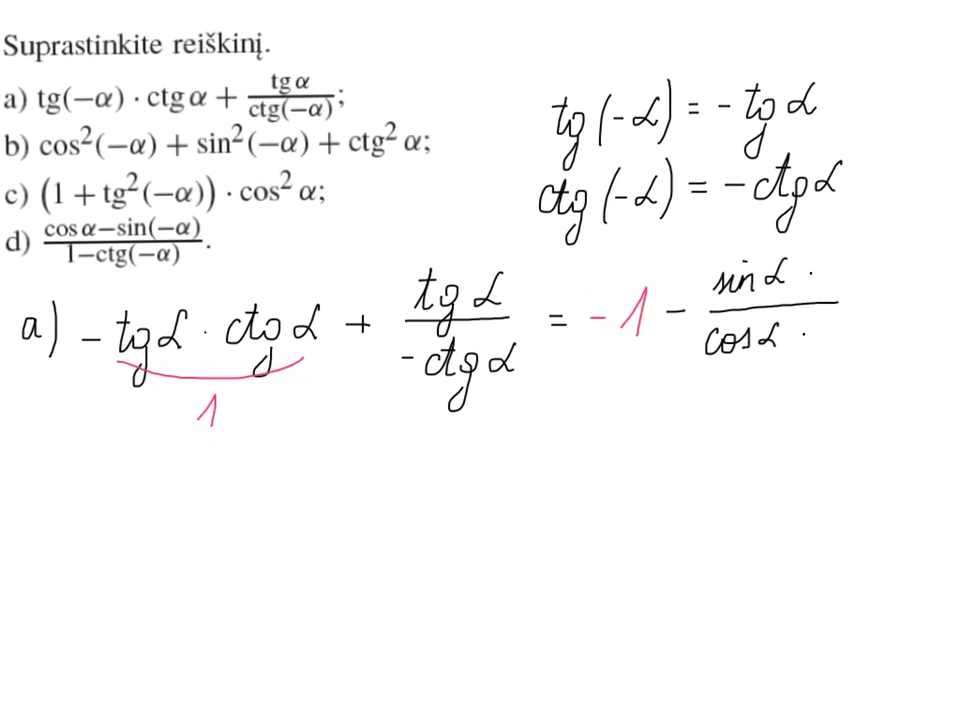 Suprastinkite reiškinį.
a) tg(−α) · ctg α + tg α / ctg(−α);
b) cos²(−α) + sin²(−α) + ctg² α;
c) (1 + tg²(−α)) · cos² α;
d) cos α−sin(−α) / 1−ctg(−α).
tg (-α) = - tg α
ctg (-α) = - ctg α
a) - tg α · ctg α + tg α / - ctg α = - 1 - sin α · / cos α ·
1